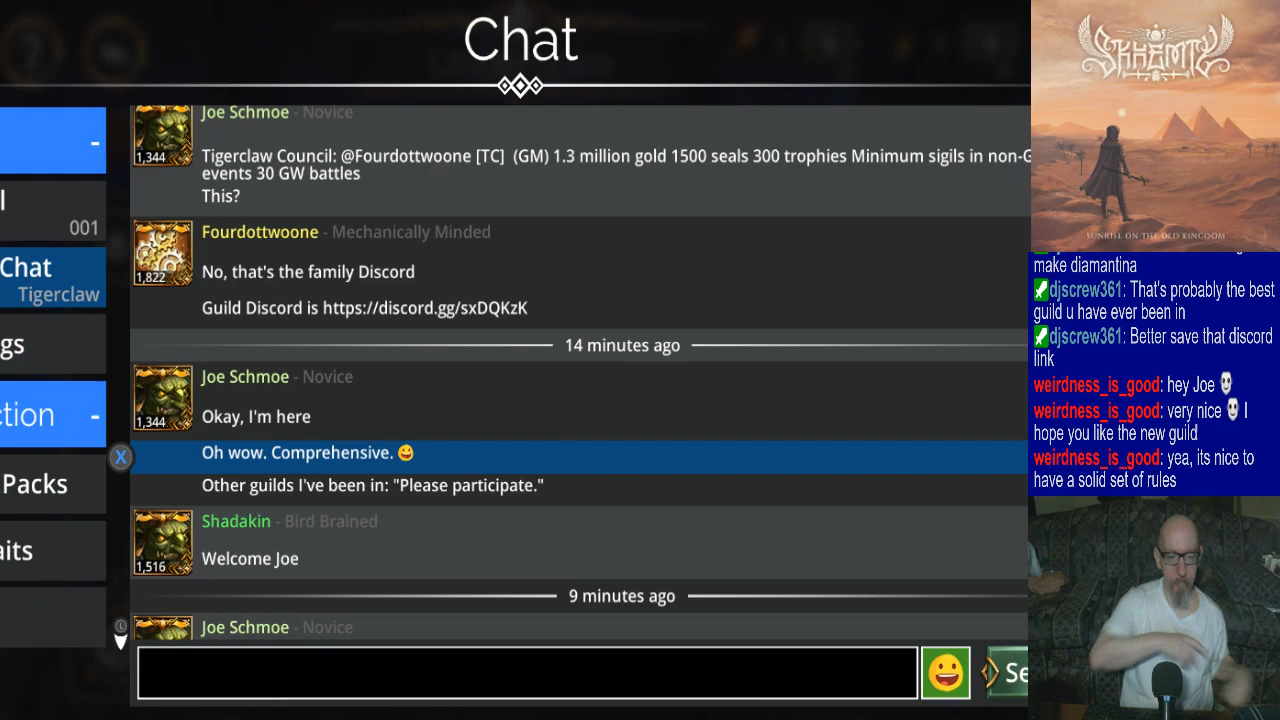 Chat
l
001
Chat
Tigerclaw
gs
ction
Packs
aits
Joe Schmoe - Novice
1,344
Tigerclaw Council: @Fourdottwoone [TC] (GM) 1.3 million gold 1500 seals 300 trophies Minimum sigils in non-G
events 30 GW battles
This?
Fourdottwoone - Mechanically Minded
1,822
No, that's the family Discord
Guild Discord is https://discord.gg/sxDQKzK
14 minutes ago
Joe Schmoe - Novice
1,344
Okay, I'm here
X
Oh wow. Comprehensive. 😀
Other guilds I've been in: "Please participate."
Shadakin - Bird Brained
1,516
Welcome Joe
9 minutes ago
L
Joe Schmoe - Novice
Se
SKHEMTY
SUNRISE ON THE OLD KINGDOM
make diamantina
djscrew361: That's probably the best
guild u have ever been in
djscrew361: Better save that discord
link
weirdness_is_good: hey Joe
weirdness_is_good: very nice I
hope you like the new guild
weirdness_is_good: yea, its nice to
have a solid set of rules